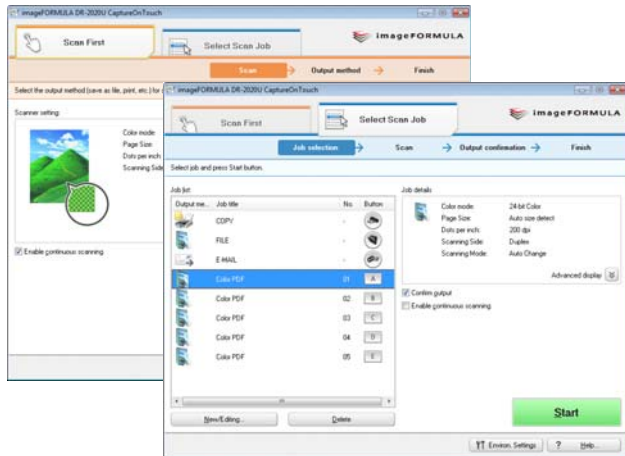 imageFORMULA DR-2020U CaptureOnTouch
Scan First
Select Scan Job
imageFORMULA
Scan
Output method
Finish
Select the output method (save as file, print, etc.) for
Scanner setting:
Color mode:
Page Size:
Dots per inch:
Scanning Side
Enable continuous scanning
imageFORMULA DR-2020U CaptureOnTouch
Scan First
Select Scan Job
imageFORMULA
Job selection
Scan
Output confirmation
Finish
Select job and press Start button.
Job list
Job details
Output me... Job title No. Button
COPY -
FILE -
E-MAIL -
Color PDF 01 A
Color PDF 02 B
Color PDF 03 C
Color PDF 04 D
Color PDF 05 E
Color mode: 24-bit Color
Page Size: Auto size detect
Dots per inch: 200 dpi
Scanning Side: Duplex
Scanning Mode: Auto Change
Advanced display
Confirm output
Enable continuous scanning
New/Editing...
Delete
Start
Environ. Settings
? Help...